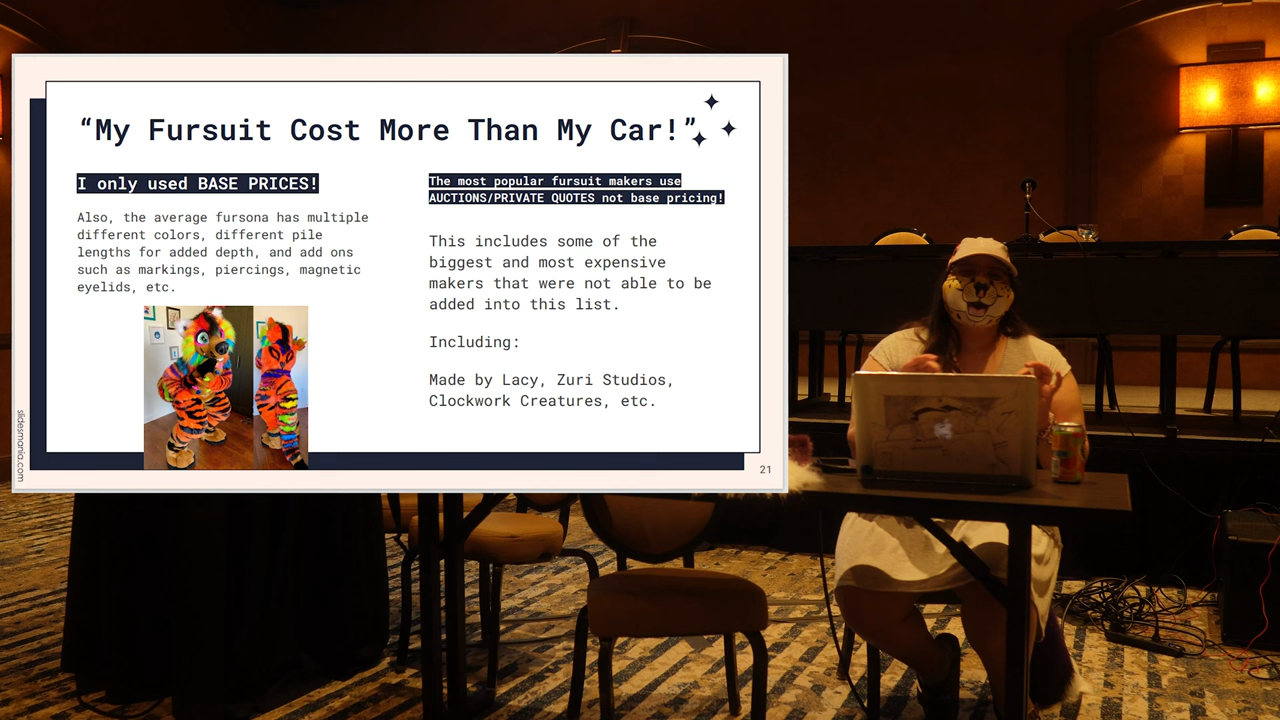 “My Fursuit Cost More Than My Car!”
I only used BASE PRICES!
Also, the average fursona has multiple
different colors, different pile
lengths for added depth, and add ons
such as markings, piercings, magnetic
eyelids, etc.
The most popular fursuit makers use
AUCTIONS/PRIVATE QUOTES not base pricing!
This includes some of the
biggest and most expensive
makers that were not able to be
added into this list.
Including:
Made by Lacy, Zuri Studios,
Clockwork Creatures, etc.
slidesmania.com
21